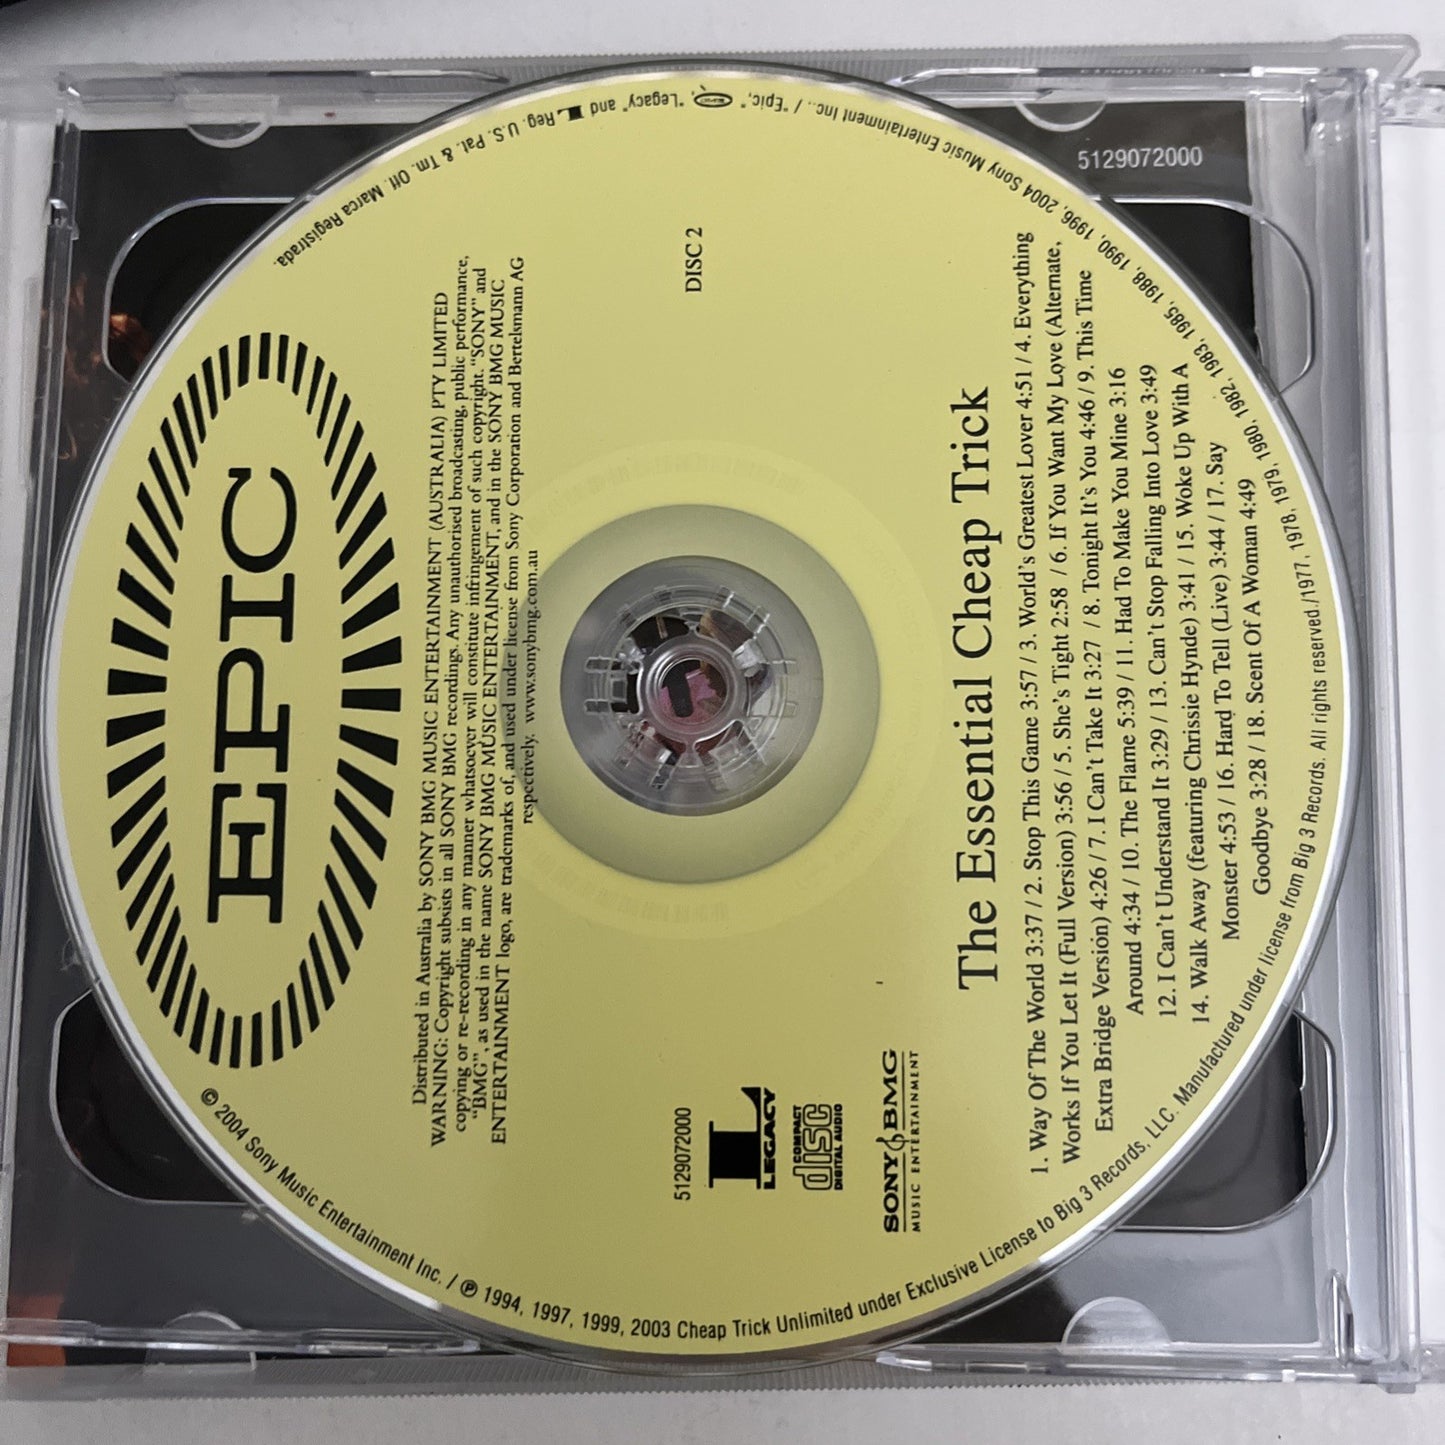 EPIC
Distributed in Australia by SONY BMG MUSIC ENTERTAINMENT (AUSTRALIA) PTY LIMITED
WARNING: Copyright subsists in all SONY BMG recordings. Any unauthorised broadcasting, public performance,
copying or re-recording in any manner whatsoever will constitute infringement of such copyright. "SONY" and
"BMG", as used in the name SONY BMG MUSIC ENTERTAINMENT, and in the SONY BMG MUSIC
ENTERTAINMENT logo, are trademarks of, and used under license from Sony Corporation and Bertelsmann AG
respectively. www.sonybmg.com.au
DISC 2
5129072000
L
LEGACY
COMPACT
disc
DIGITAL AUDIO
SONY BMG
MUSIC ENTERTAINMENT
The Essential Cheap Trick
1. Way Of The World 3:37 / 2. Stop This Game 3:57 / 3. World's Greatest Lover 4:51 / 4. Everything
Works If You Let It (Full Version) 3:56 / 5. She's Tight 2:58 / 6. If You Want My Love (Alternate,
Extra Bridge Version) 4:26 / 7. I Can't Take It 3:27 / 8. Tonight It's You 4:46 / 9. This Time
Around 4:34 / 10. The Flame 5:39 / 11. Had To Make You Mine 3:16
12. I Can't Understand It 3:29 / 13. Can't Stop Falling Into Love 3:49
14. Walk Away (featuring Chrissie Hynde) 3:41 / 15. Woke Up With A
Monster 4:53 / 16. Hard To Tell (Live) 3:44 / 17. Say
Goodbye 3:28 / 18. Scent Of A Woman 4:49
© 2004 Sony Music Entertainment Inc. / ℗ 1994, 1997, 1999, 2003 Cheap Trick Unlimited under Exclusive License to Big 3 Records, LLC. Manufactured under license from Big 3 Records. All rights reserved./1977, 1978, 1979, 1980, 1982, 1983, 1985, 1988, 1990, 1996, 2004 Sony Music Entertainment Inc.. / "Epic,", "Legacy" and L Reg. U.S. Pat. & Tm. Off. Marca Registrada.
5129072000